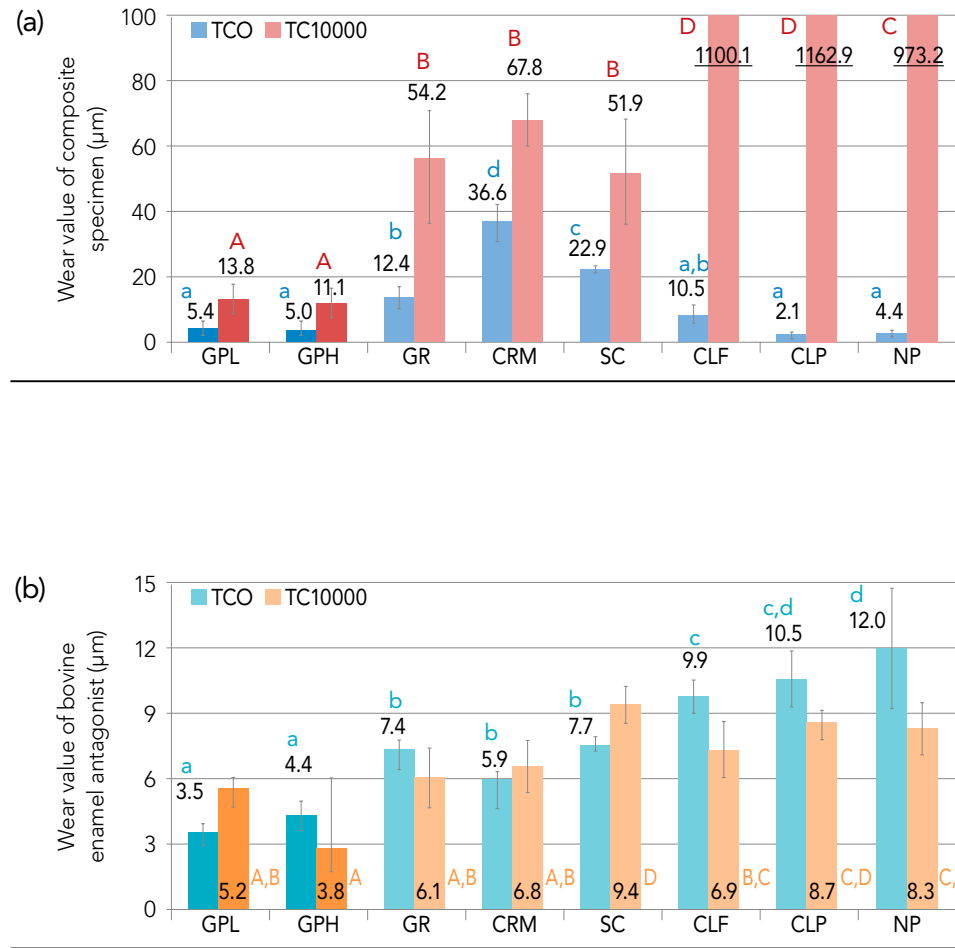 (a)
TCO TC10000
Wear value of composite
specimen (µm)
100
80
60
40
20
0
a 5.4 A 13.8
a 5.0 A 11.1
b 12.4 B 54.2
d 36.6 B 67.8
c 22.9 B 51.9
a,b 10.5 D 1100.1
a 2.1 D 1162.9
a 4.4 C 973.2
GPL GPH GR CRM SC CLF CLP NP
(b)
TCO TC10000
Wear value of bovine
enamel antagonist (µm)
15
12
9
6
3
0
a 3.5 5.2 A,B
a 4.4 3.8 A
b 7.4 6.1 A,B
b 5.9 6.8 A,B
b 7.7 9.4 D
c 9.9 6.9 B,C
c,d 10.5 8.7 C,D
d 12.0 8.3 C,
GPL GPH GR CRM SC CLF CLP NP